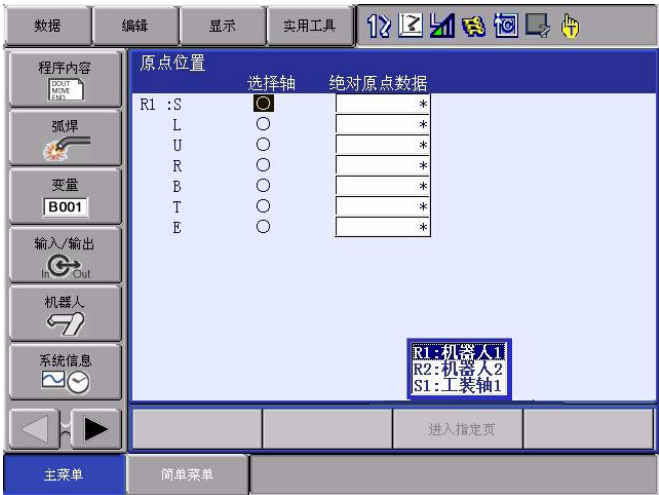 数据 编辑 显示 实用工具
程序内容
DOUT
MOVE
END
弧焊
变量
B001
输入/输出
In Out
机器人
系统信息
原点位置
选择轴 绝对原点数据
R1 :S ○ *
L ○ *
U ○ *
R ○ *
B ○ *
T ○ *
E ○ *
R1:机器人1
R2:机器人2
S1:工装轴1
进入指定页
主菜单 简单菜单